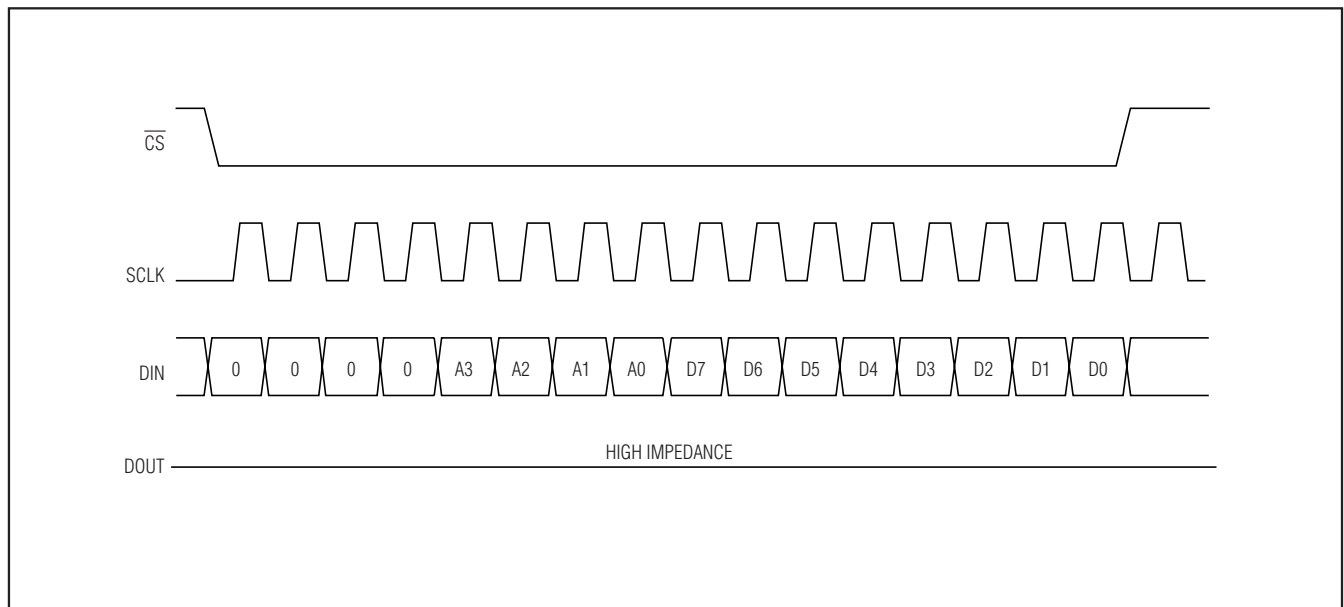 C̅S̅
SCLK
DIN 0 0 0 0 A3 A2 A1 A0 D7 D6 D5 D4 D3 D2 D1 D0
DOUT HIGH IMPEDANCE